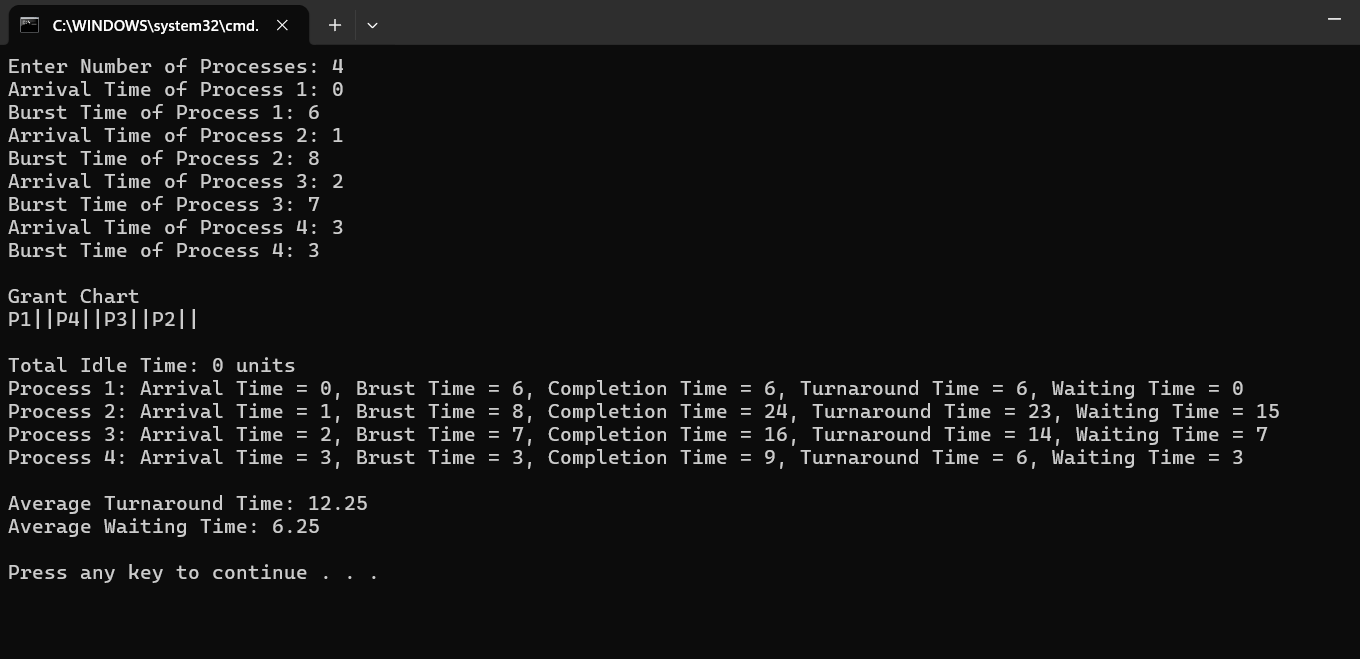 C:\WINDOWS\system32\cmd.
Enter Number of Processes: 4
Arrival Time of Process 1: 0
Burst Time of Process 1: 6
Arrival Time of Process 2: 1
Burst Time of Process 2: 8
Arrival Time of Process 3: 2
Burst Time of Process 3: 7
Arrival Time of Process 4: 3
Burst Time of Process 4: 3
Grant Chart
P1||P4||P3||P2||
Total Idle Time: 0 units
Process 1: Arrival Time = 0, Brust Time = 6, Completion Time = 6, Turnaround Time = 6, Waiting Time = 0
Process 2: Arrival Time = 1, Brust Time = 8, Completion Time = 24, Turnaround Time = 23, Waiting Time = 15
Process 3: Arrival Time = 2, Brust Time = 7, Completion Time = 16, Turnaround Time = 14, Waiting Time = 7
Process 4: Arrival Time = 3, Brust Time = 3, Completion Time = 9, Turnaround Time = 6, Waiting Time = 3
Average Turnaround Time: 12.25
Average Waiting Time: 6.25
Press any key to continue . . .